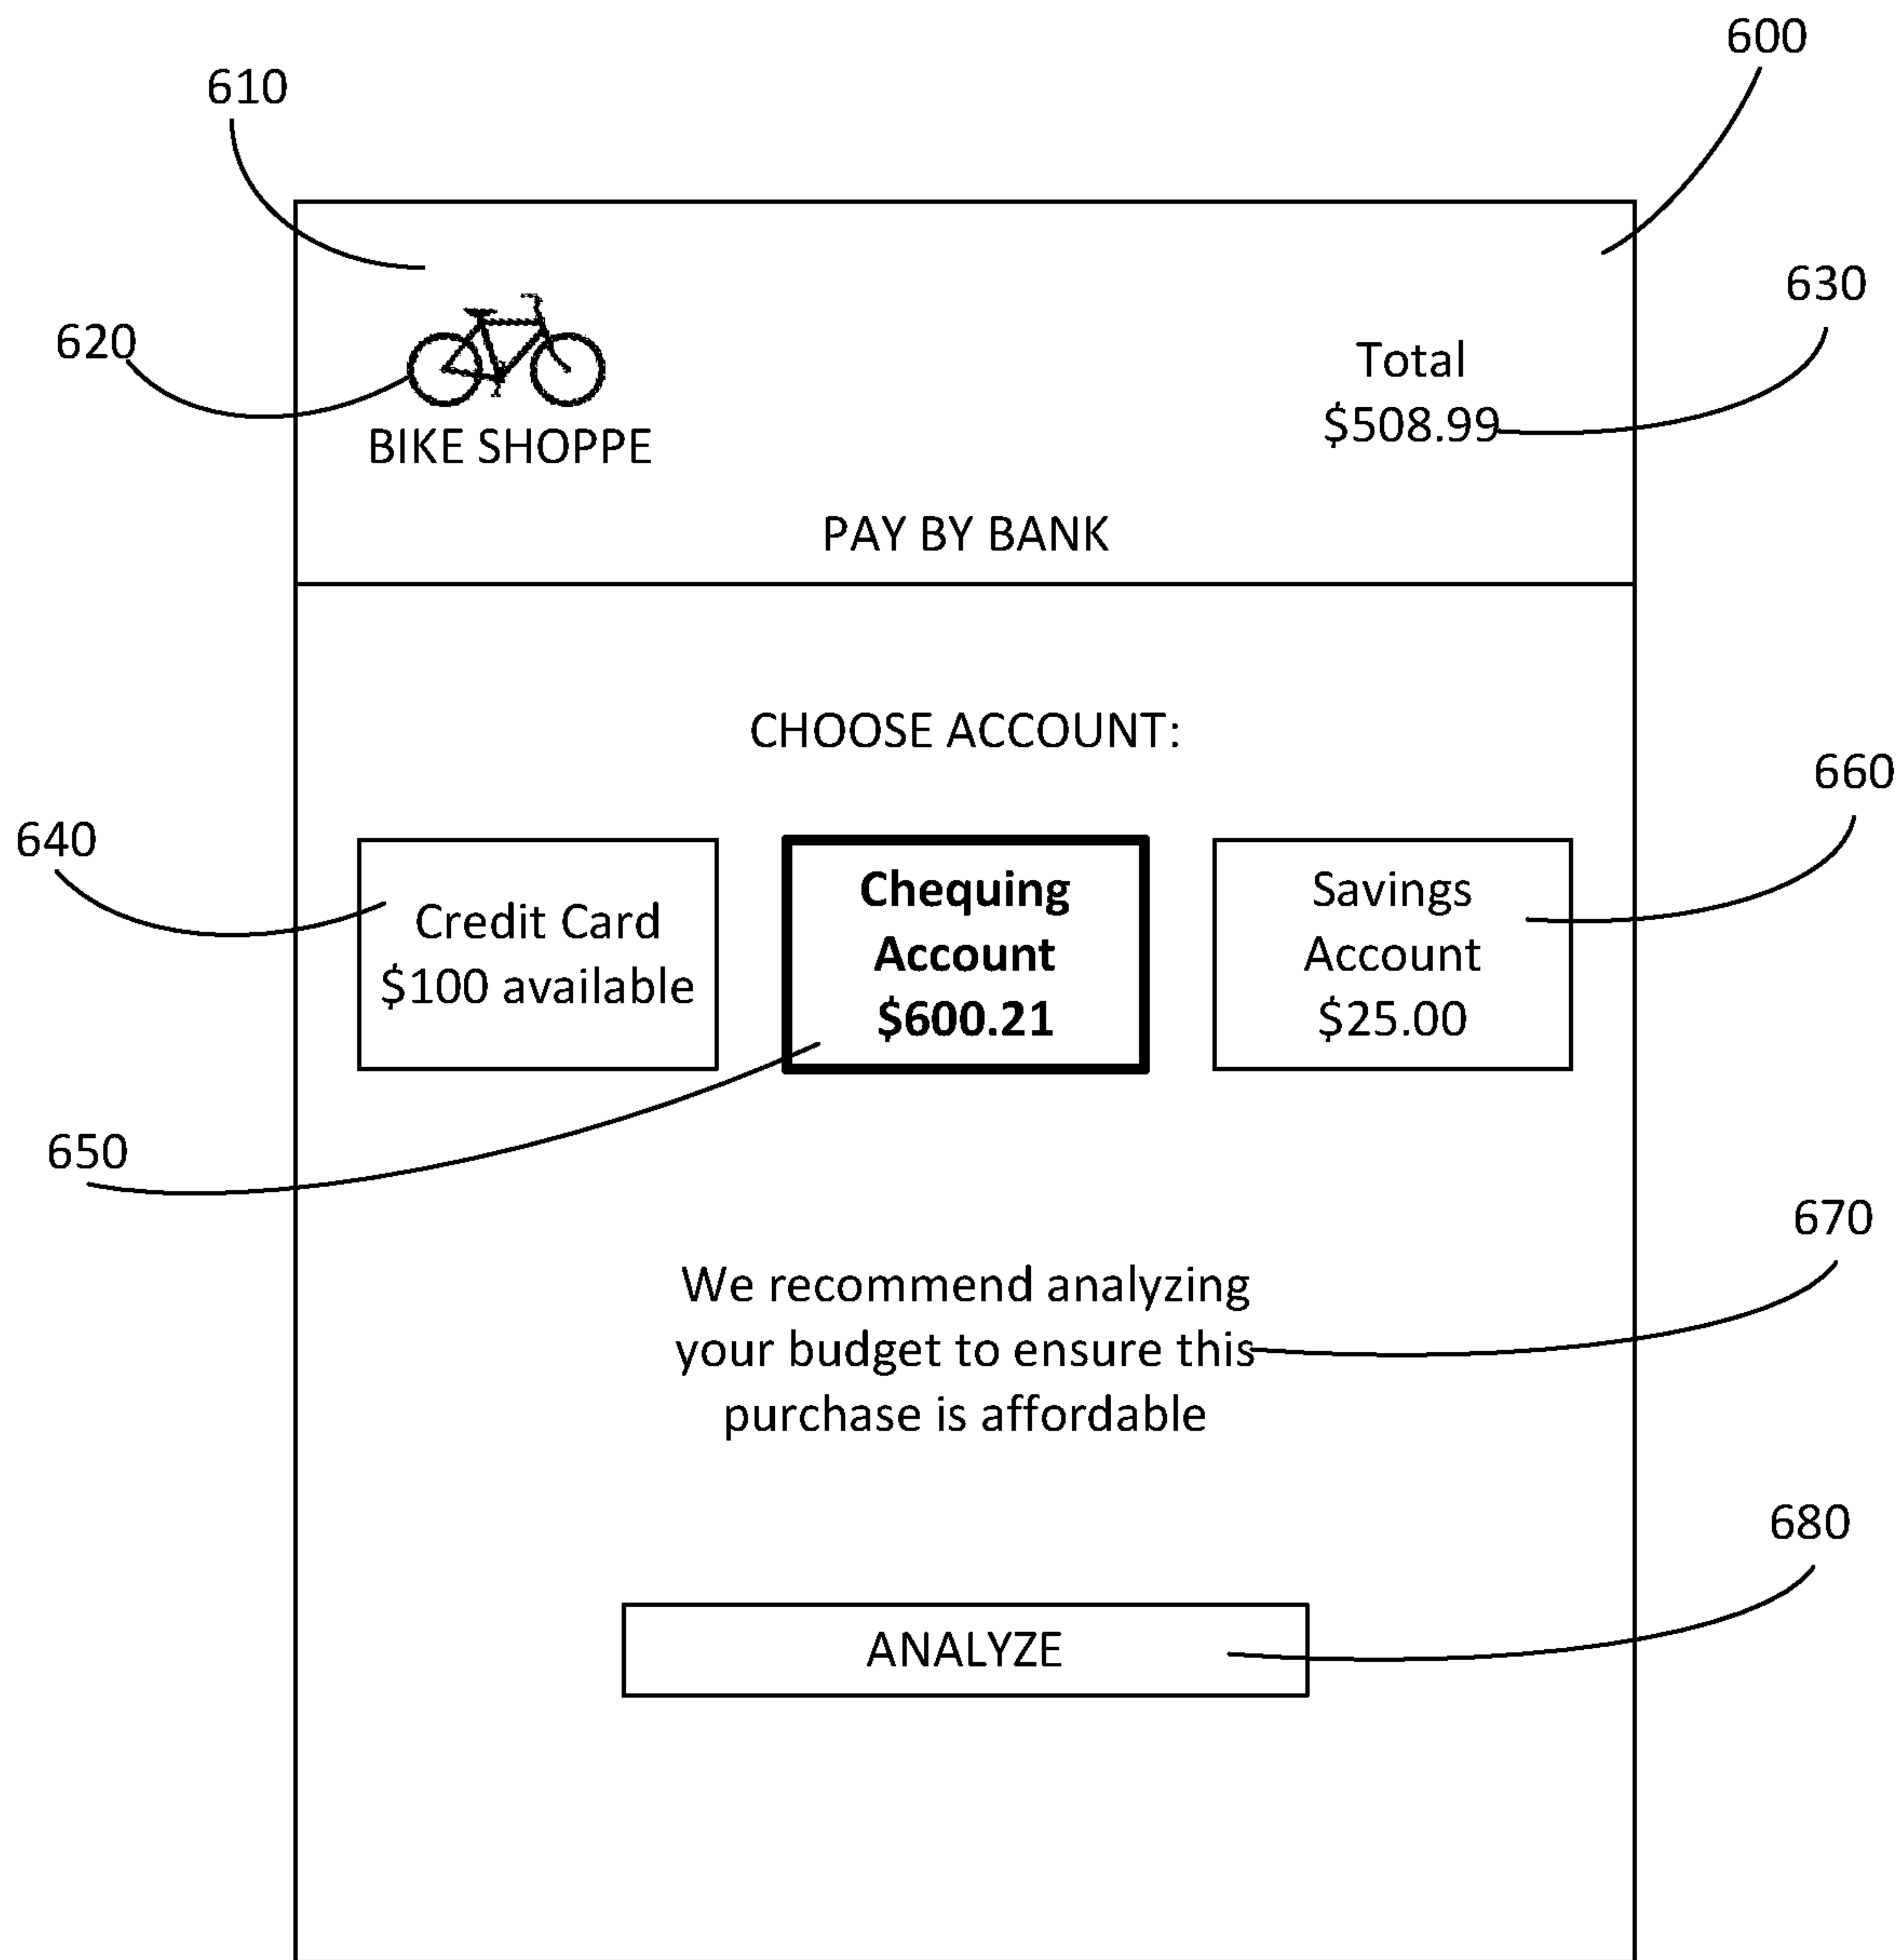 600
610
630
620
Total
$508.99
BIKE SHOPPE
PAY BY BANK
CHOOSE ACCOUNT:
660
640
Credit Card
$100 available
Chequing
Account
$600.21
Savings
Account
$25.00
650
670
We recommend analyzing
your budget to ensure this
purchase is affordable
680
ANALYZE